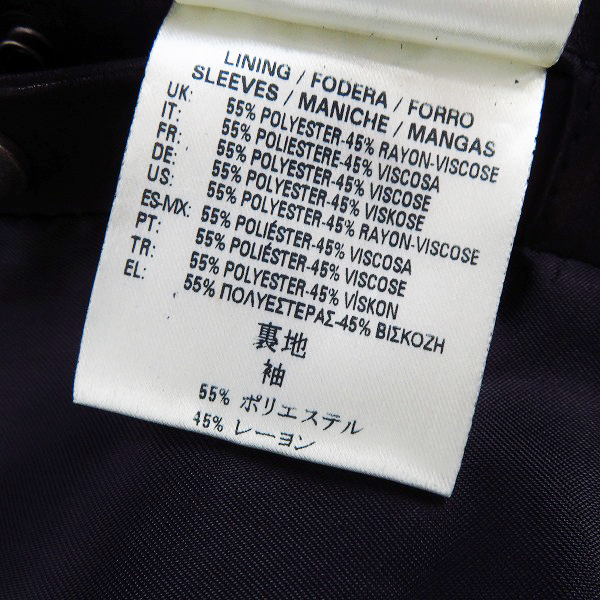 LINING / FODERA / FORRO
SLEEVES / MANICHE / MANGAS
UK: 55% POLYESTER-45% RAYON-VISCOSE
IT: 55% POLIESTERE-45% VISCOSA
FR: 55% POLYESTER-45% VISCOSE
DE: 55% POLYESTER-45% VISKOSE
US: 55% POLYESTER-45% RAYON-VISCOSE
ES-MX: 55% POLIÉSTER-45% VISCOSA
PT: 55% POLIÉSTER-45% VISCOSE
TR: 55% POLYESTER-45% VİSKON
EL: 55% ΠΟΛΥΕΣΤΕΡΑΣ-45% ΒΙΣΚΟΖΗ
裏地
袖
55% ポリエステル
45% レーヨン